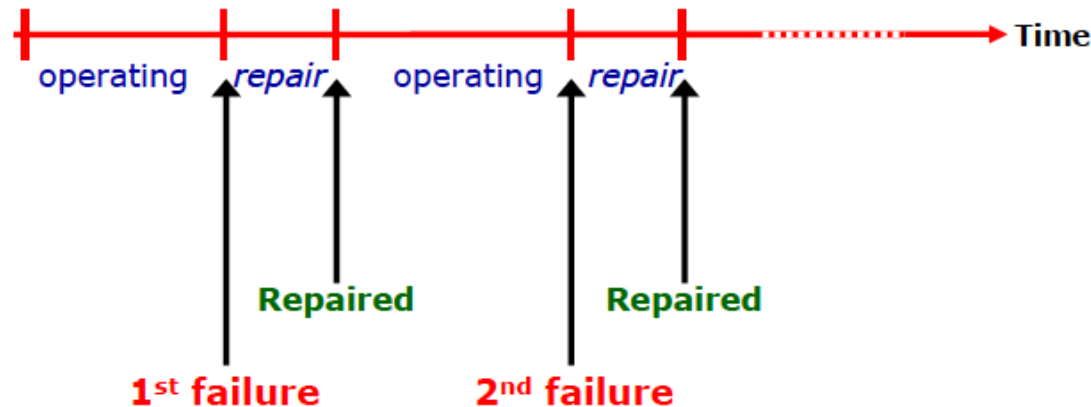 Time
operating repair operating repair
Repaired Repaired
1st failure 2nd failure